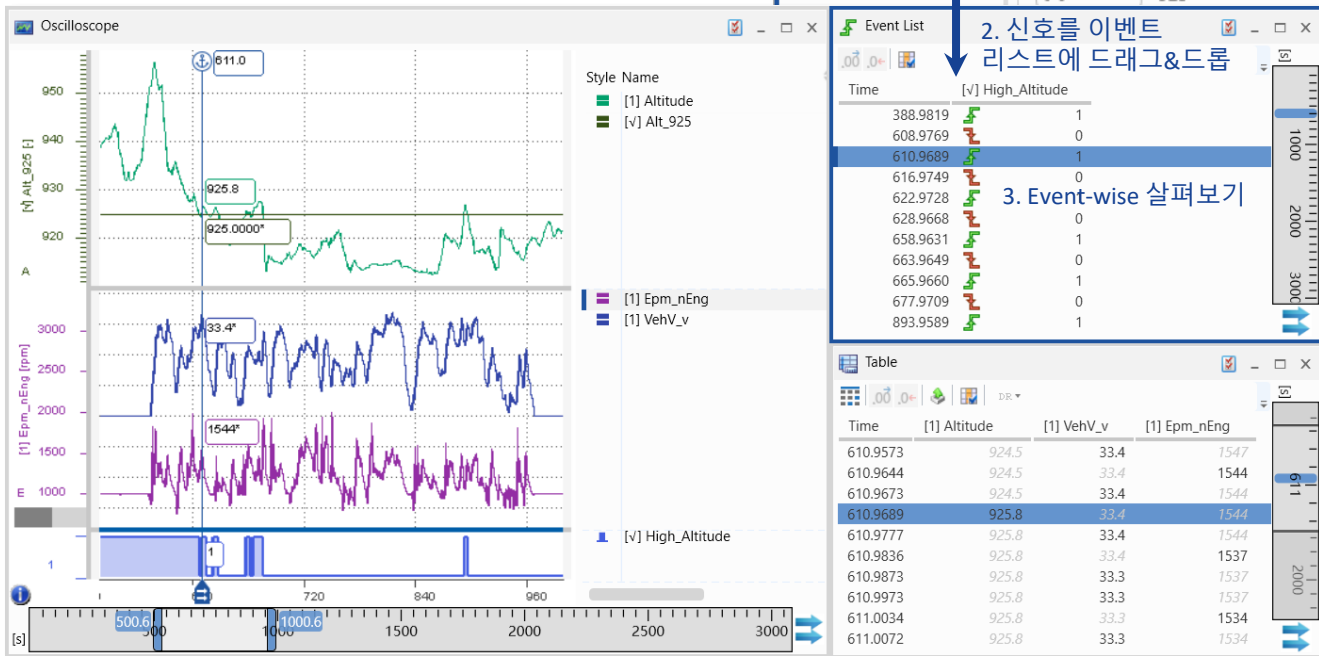 Oscilloscope
611.0
950
940
930
920
[√] Alt_925 [-]
A
925.8
925.0000*
Style Name
[1] Altitude
[√] Alt_925
3000
2500
2000
1500
1000
[1] Epm_nEng [rpm]
E
33.4*
1544*
[1] Epm_nEng
[1] VehV_v
[√] High_Altitude
1
1
720
840
960
[s]
500.6
1000.6
500
1000
1500
2000
2500
3000
Event List
2. 신호를 이벤트
리스트에 드래그&드롭
Time [√] High_Altitude
388.9819 1
608.9769 0
610.9689 1
616.9749 0
622.9728
628.9668 0
658.9631 1
663.9649 0
665.9660 1
677.9709 0
893.9589 1
3. Event-wise 살펴보기
[s]
1000
2000
3000
Table
DR
Time [1] Altitude [1] VehV_v [1] Epm_nEng
610.9573 924.5 33.4 1547
610.9644 924.5 33.4 1544
610.9673 924.5 33.4 1544
610.9689 925.8 33.4 1544
610.9777 925.8 33.4 1544
610.9836 925.8 33.4 1537
610.9873 925.8 33.3 1537
610.9973 925.8 33.3 1537
611.0034 925.8 33.3 1534
611.0072 925.8 33.3 1534
[s]
611
2000